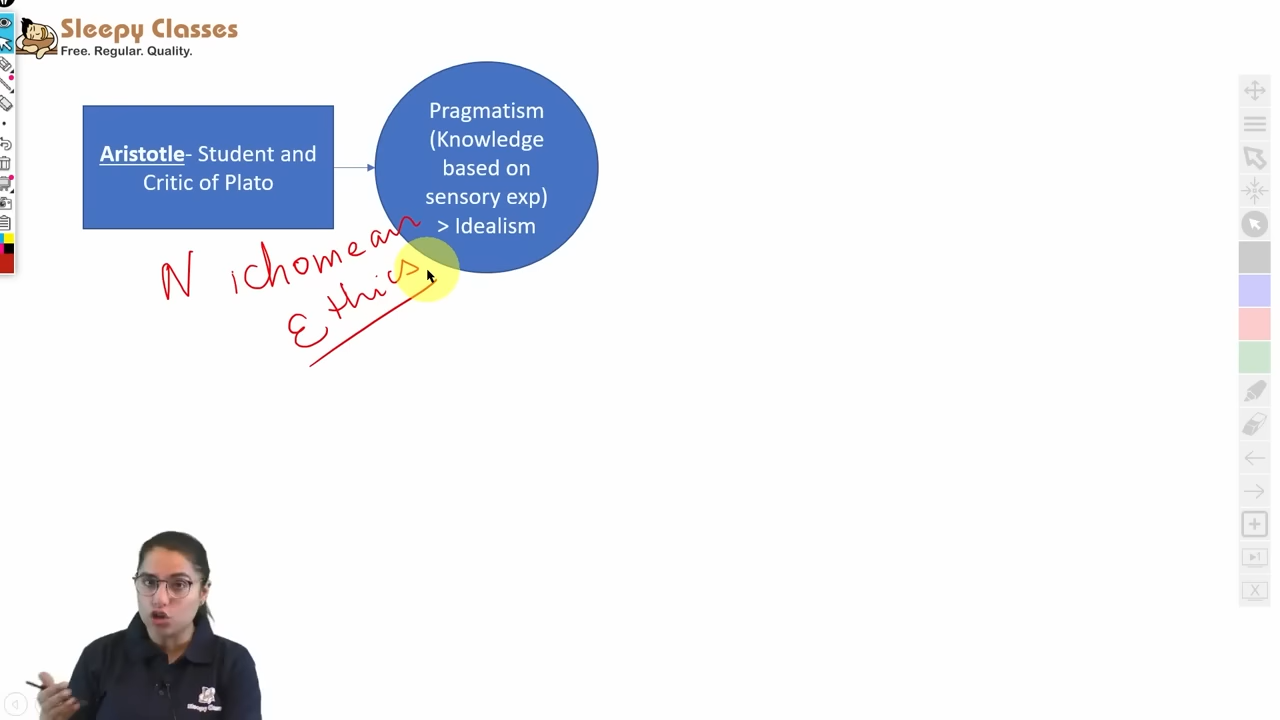 Sleepy Classes
Free. Regular. Quality.
Aristotle- Student and
Critic of Plato
Pragmatism
(Knowledge
based on
sensory exp)
> Idealism
Nichomean
Ethics